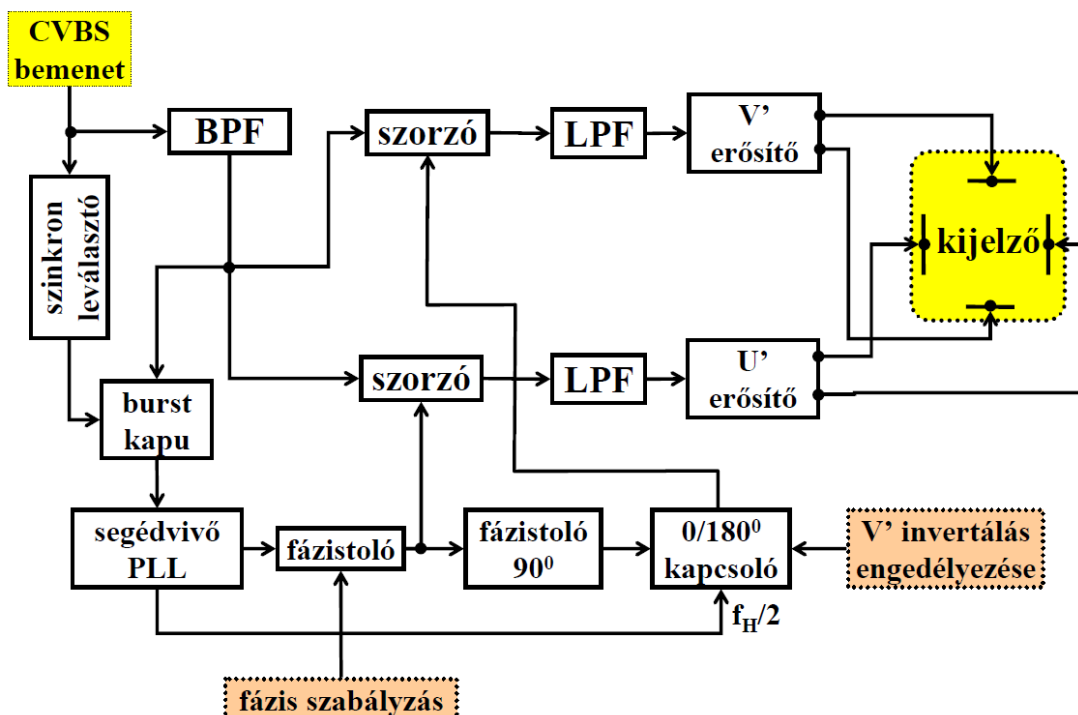 CVBS
bemenet
BPF
szinkron
leválasztó
szorzó
LPF
V’
erősítő
kijelző
szorzó
LPF
U’
erősítő
burst
kapu
segédvivő
PLL
fázistoló
fázistoló
90⁰
0/180⁰
kapcsoló
V’ invertálás
engedélyezése
f_H/2
fázis szabályzás